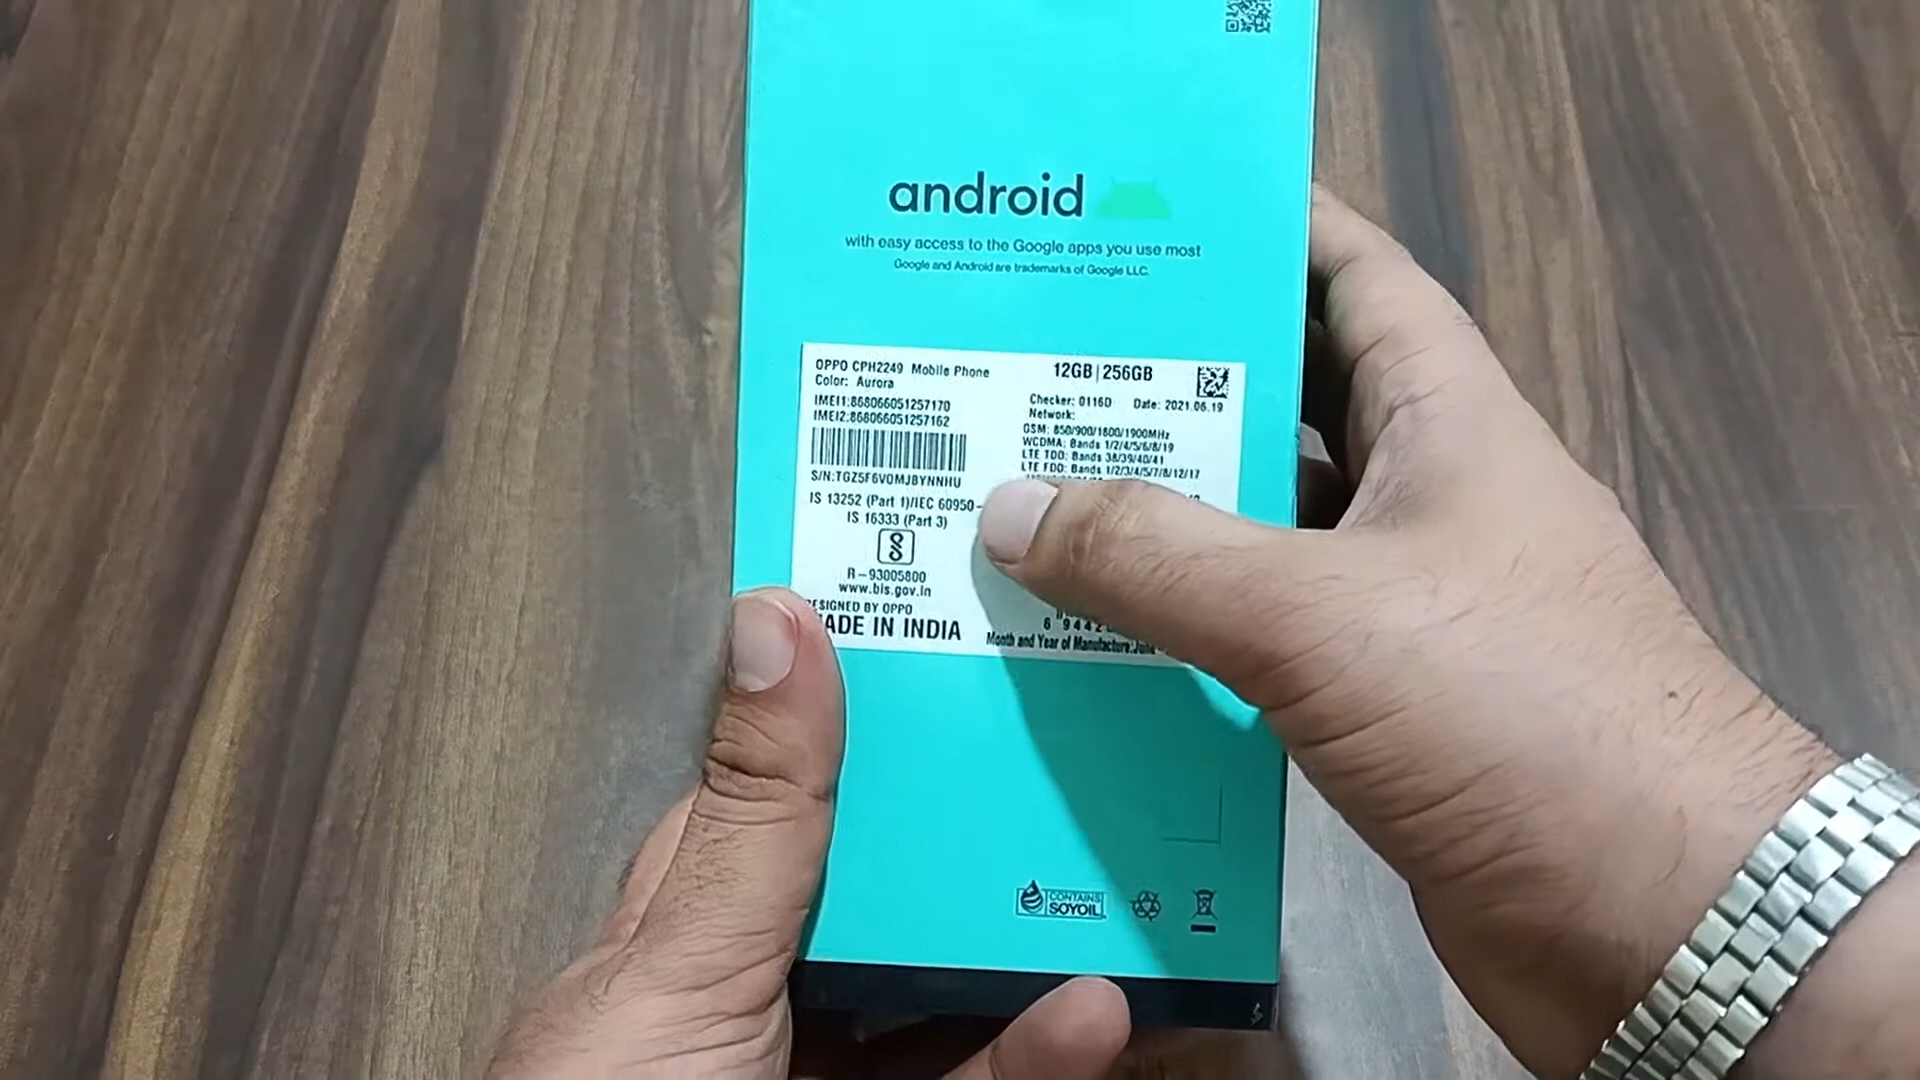 android
with easy access to the Google apps you use most
Google and Android are trademarks of Google LLC.
OPPO CPH2249 Mobile Phone
Color: Aurora
12GB|256GB
IMEI1:868066051257170
IMEI2:868066051257162
Checker: 0116D Date: 2021.06.19
Network:
GSM: 850/900/1800/1900MHz
WCDMA: Bands 1/2/4/5/6/8/19
LTE TDD: Bands 38/39/40/41
LTE FDD: Bands 1/2/3/4/5/7/8/12/17
S/N:TGZ5F6VOMJBYNNHU
IS 13252 (Part 1)/IEC 60950-
IS 16333 (Part 3)
R-93005800
www.bis.gov.in
ESIGNED BY OPPO
ADE IN INDIA
6 9442
Month and Year of Manufacture:June
CONTAINS
SOYOIL